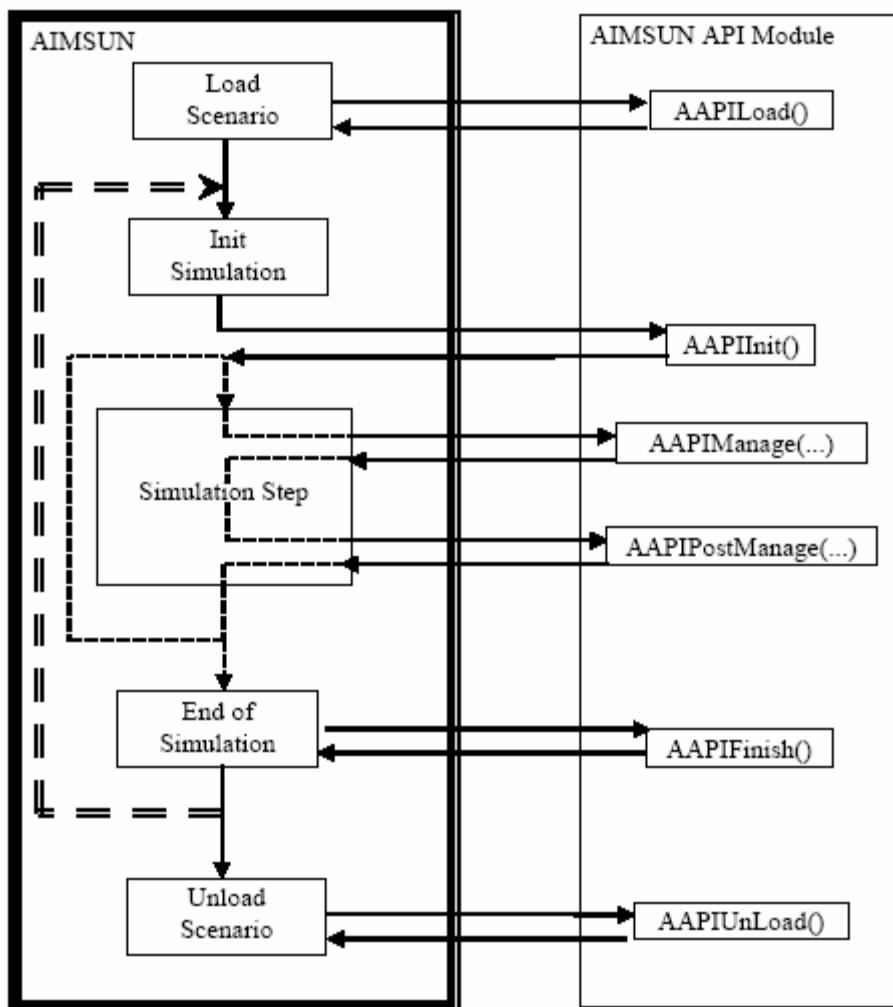 AIMSUN
AIMSUN API Module
Load
Scenario
AAPILoad()
Init
Simulation
AAPIInit()
AAPIManage(...)
Simulation Step
AAPIPostManage(...)
End of
Simulation
AAPIFinish()
Unload
Scenario
AAPIUnLoad()